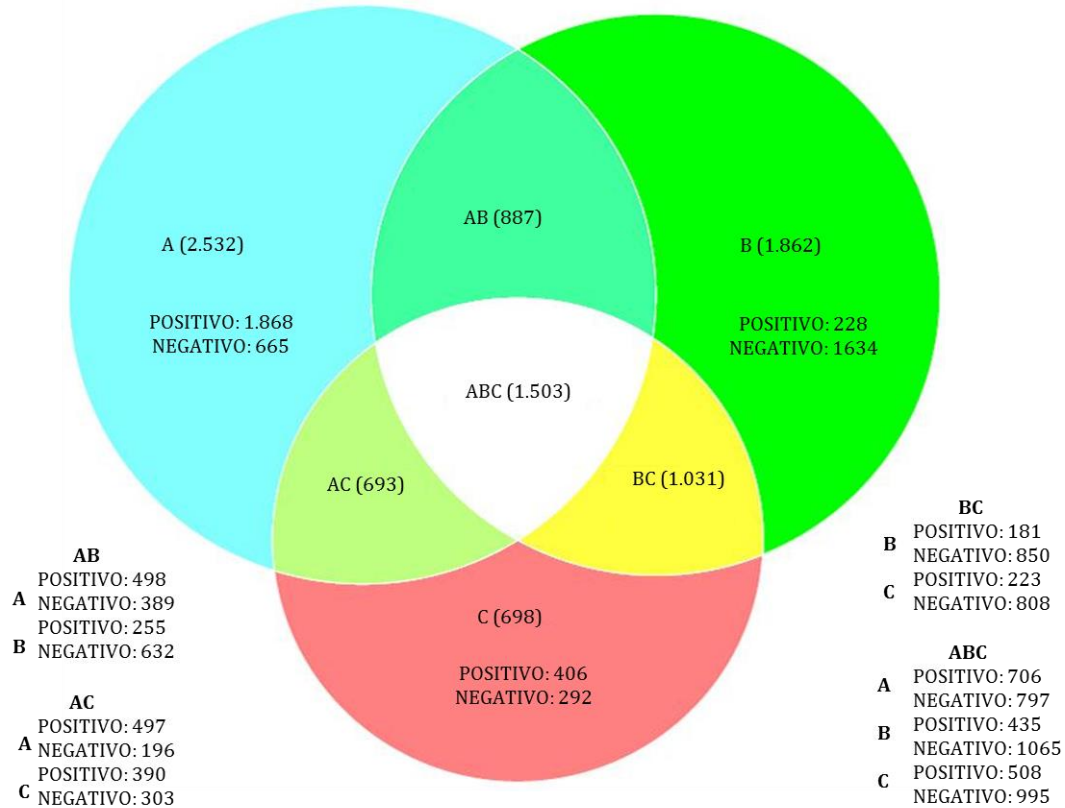 AB (887)
A (2.532)
B (1.862)
POSITIVO: 1.868
NEGATIVO: 665
POSITIVO: 228
NEGATIVO: 1634
ABC (1.503)
AC (693)
BC (1.031)
C (698)
POSITIVO: 406
NEGATIVO: 292
AB
A
POSITIVO: 498
NEGATIVO: 389
B
POSITIVO: 255
NEGATIVO: 632
AC
A
POSITIVO: 497
NEGATIVO: 196
C
POSITIVO: 390
NEGATIVO: 303
BC
B
POSITIVO: 181
NEGATIVO: 850
C
POSITIVO: 223
NEGATIVO: 808
ABC
A
POSITIVO: 706
NEGATIVO: 797
B
POSITIVO: 435
NEGATIVO: 1065
C
POSITIVO: 508
NEGATIVO: 995